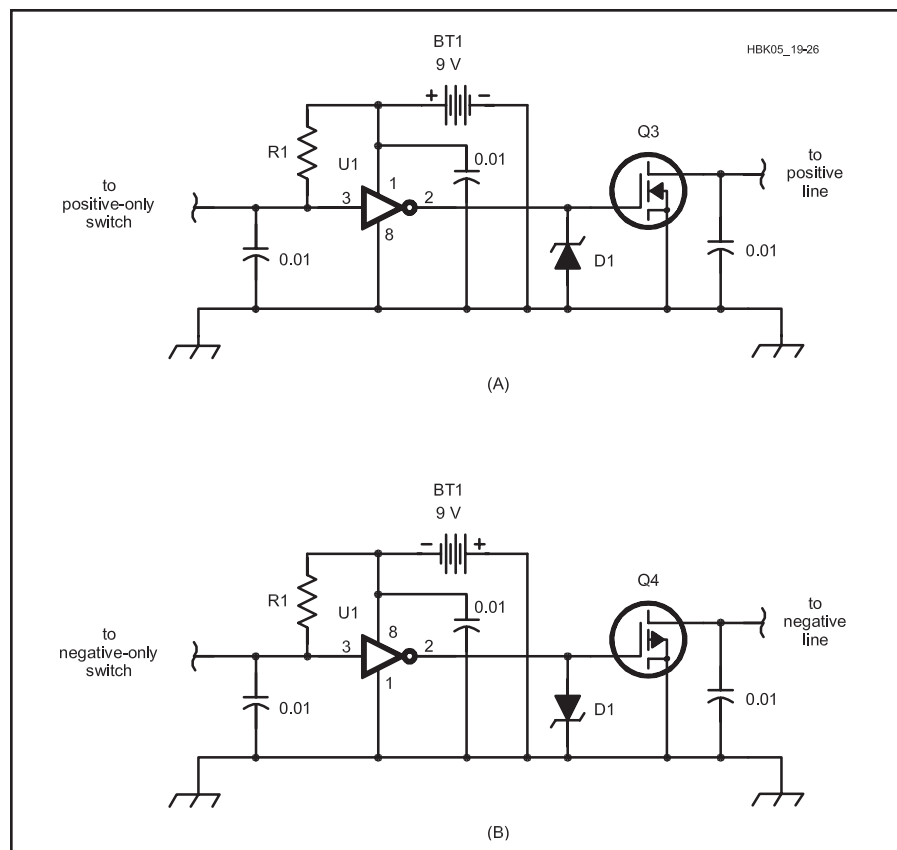 HBK05_19-26
BT1
9 V
+
−
Q3
R1
U1
1
0.01
to
positive-only
switch
3
2
to
positive
line
8
0.01
D1
0.01
(A)
BT1
9 V
−
+
Q4
R1
U1
8
0.01
to
negative-only
switch
3
2
to
negative
line
1
0.01
D1
0.01
(B)